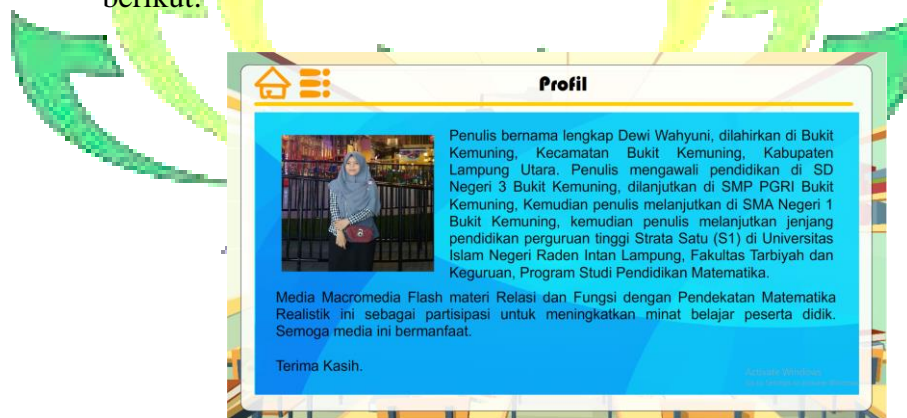 berikut:
Profil
Penulis bernama lengkap Dewi Wahyuni, dilahirkan di Bukit
Kemuning, Kecamatan Bukit Kemuning, Kabupaten
Lampung Utara. Penulis mengawali pendidikan di SD
Negeri 3 Bukit Kemuning, dilanjutkan di SMP PGRI Bukit
Kemuning, Kemudian penulis melanjutkan di SMA Negeri 1
Bukit Kemuning, kemudian penulis melanjutkan jenjang
pendidikan perguruan tinggi Strata Satu (S1) di Universitas
Islam Negeri Raden Intan Lampung, Fakultas Tarbiyah dan
Keguruan, Program Studi Pendidikan Matematika.
Media Macromedia Flash materi Relasi dan Fungsi dengan Pendekatan Matematika
Realistik ini sebagai partisipasi untuk meningkatkan minat belajar peserta didik.
Semoga media ini bermanfaat.
Terima Kasih.
Activate Windows